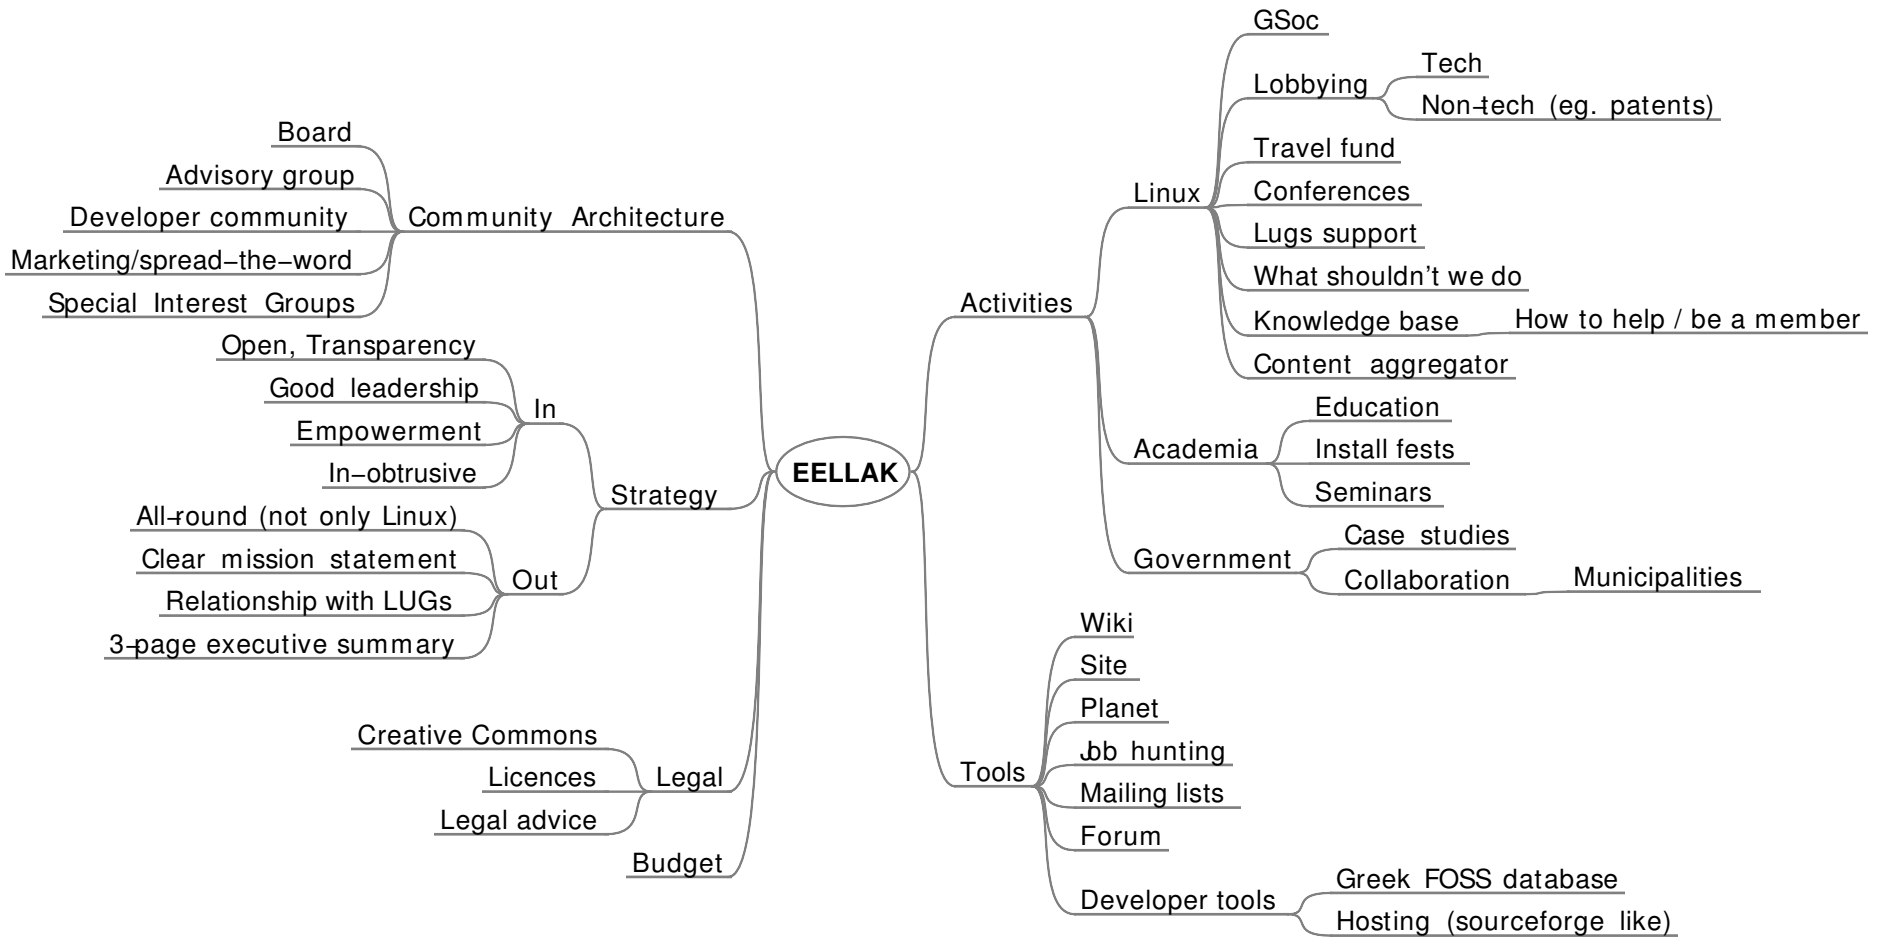 EELLAK
Community Architecture
Board
Advisory group
Developer community
Marketing/spread-the-word
Special Interest Groups
Strategy
In
Open, Transparency
Good leadership
Empowerment
In-obtrusive
Out
All-round (not only Linux)
Clear mission statement
Relationship with LUGs
3-page executive summary
Legal
Creative Commons
Licences
Legal advice
Budget
Activities
Linux
GSoc
Lobbying
Tech
Non-tech (eg. patents)
Travel fund
Conferences
Lugs support
What shouldn't we do
Knowledge base
How to help / be a member
Content aggregator
Academia
Education
Install fests
Seminars
Government
Case studies
Collaboration
Municipalities
Tools
Wiki
Site
Planet
Job hunting
Mailing lists
Forum
Developer tools
Greek FOSS database
Hosting (sourceforge like)